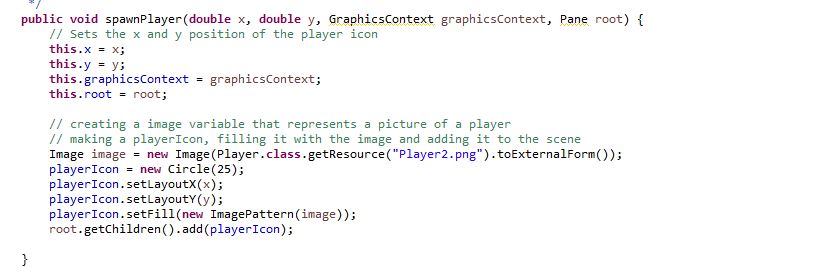 */
public void spawnPlayer(double x, double y, GraphicsContext graphicsContext, Pane root) {
// Sets the x and y position of the player icon
this.x = x;
this.y = y;
this.graphicsContext = graphicsContext;
this.root = root;
// creating a image variable that represents a picture of a player
// making a playerIcon, filling it with the image and adding it to the scene
Image image = new Image(Player.class.getResource("Player2.png").toExternalForm());
playerIcon = new Circle(25);
playerIcon.setLayoutX(x);
playerIcon.setLayoutY(y);
playerIcon.setFill(new ImagePattern(image));
root.getChildren().add(playerIcon);
}